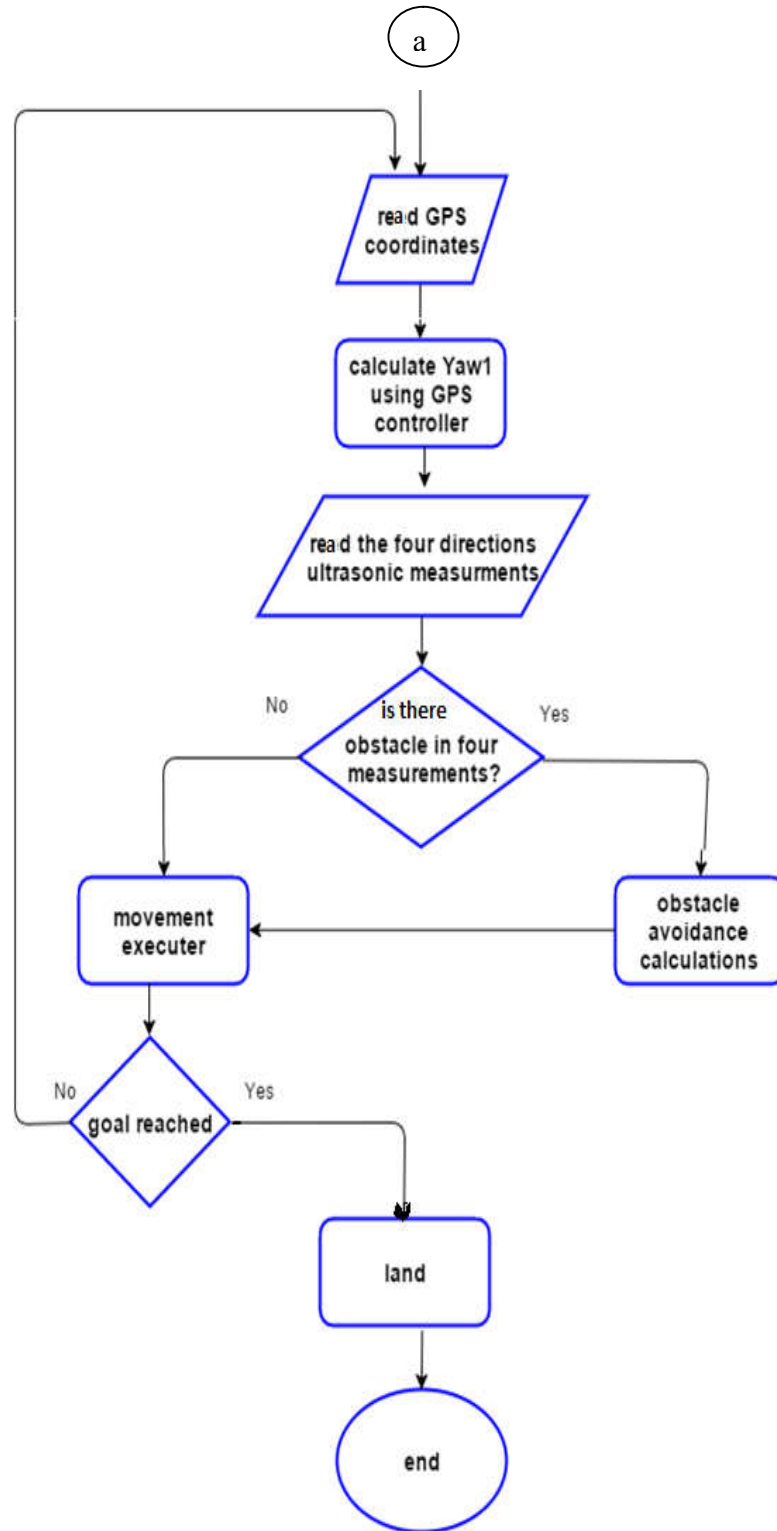 a
read GPS
coordinates
calculate Yaw1
using GPS
controller
read the four directions
ultrasonic measurments
No
Yes
is there
obstacle in four
measurements?
movement
executer
obstacle
avoidance
calculations
No
Yes
goal reached
land
end